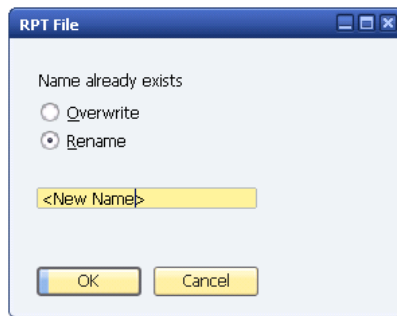 RPT File
Name already exists
Overwrite
Rename
<New Name>
OK
Cancel